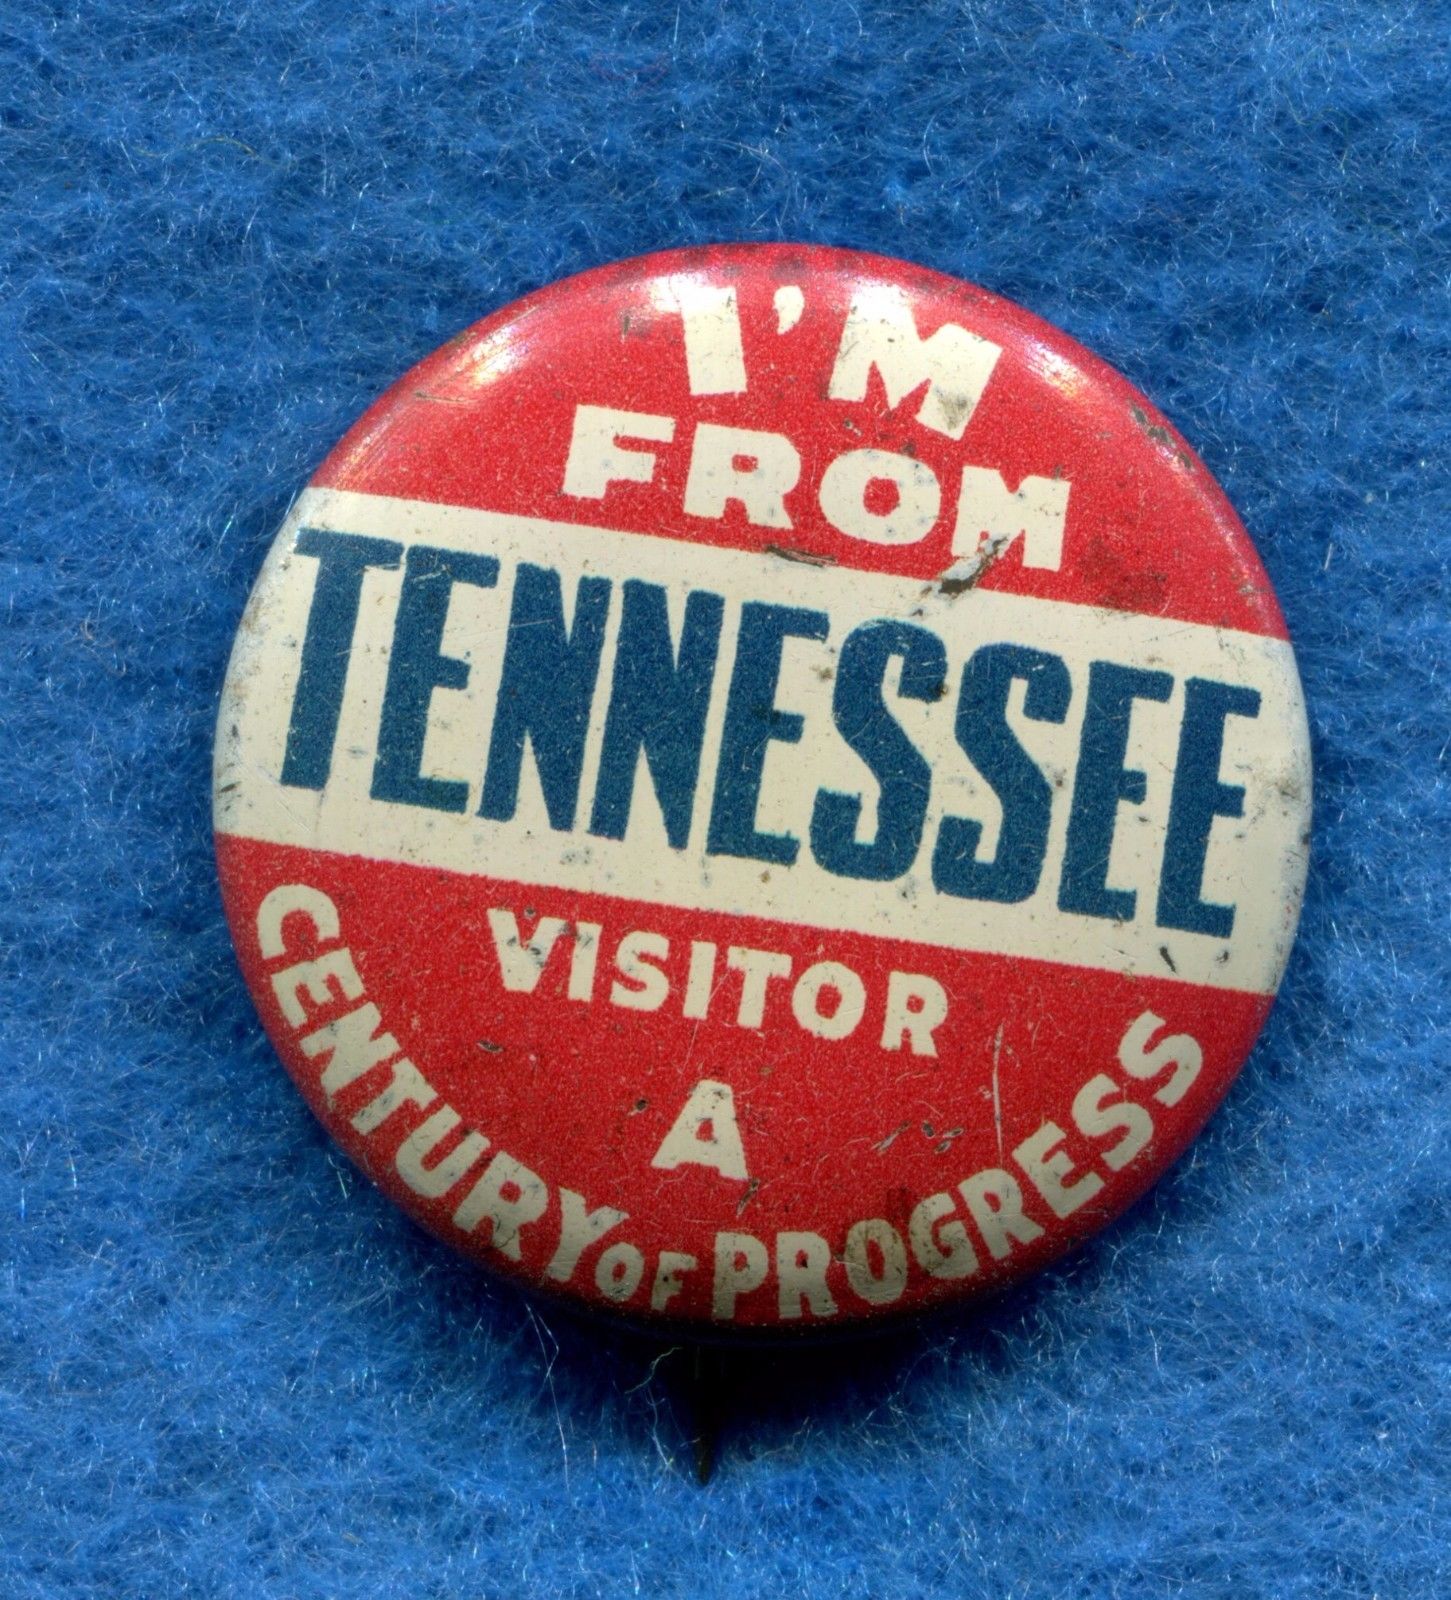 I'M
FROM
TENNESSEE
VISITOR
A
CENTURY OF PROGRESS